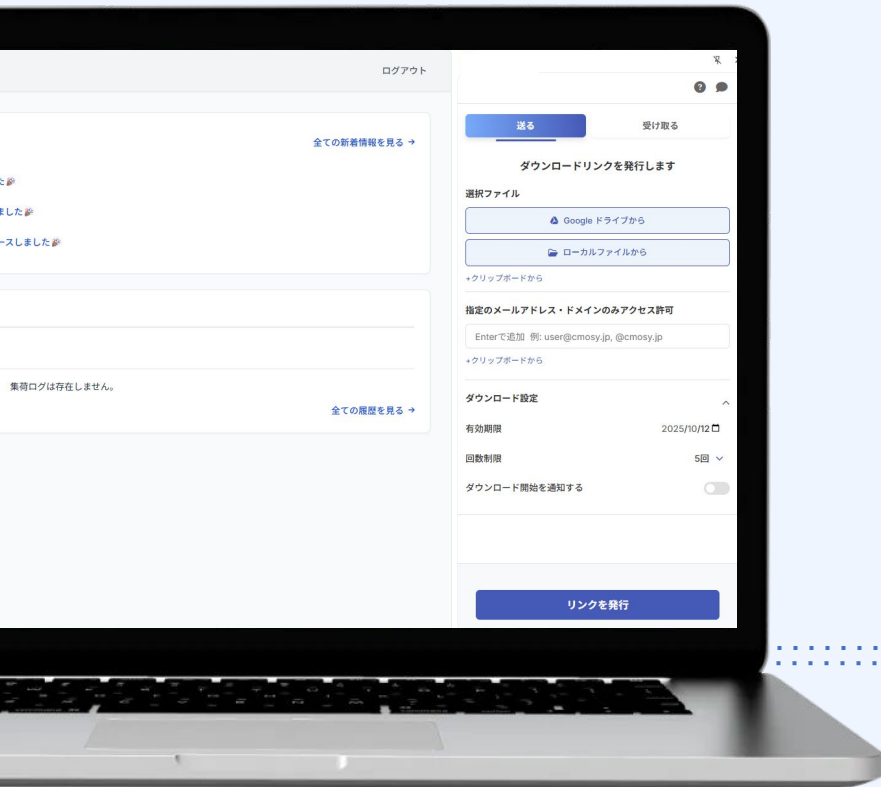 ログアウト
全ての新着情報を見る →
た🎉
ました🎉
ースしました🎉
集荷ログは存在しません。
全ての履歴を見る →
送る
受け取る
ダウンロードリンクを発行します
選択ファイル
Google ドライブから
ローカルファイルから
+クリップボードから
指定のメールアドレス・ドメインのみアクセス許可
Enterで追加 例: user@cmosy.jp, @cmosy.jp
+クリップボードから
ダウンロード設定
有効期限 2025/10/12
回数制限 5回
ダウンロード開始を通知する
リンクを発行